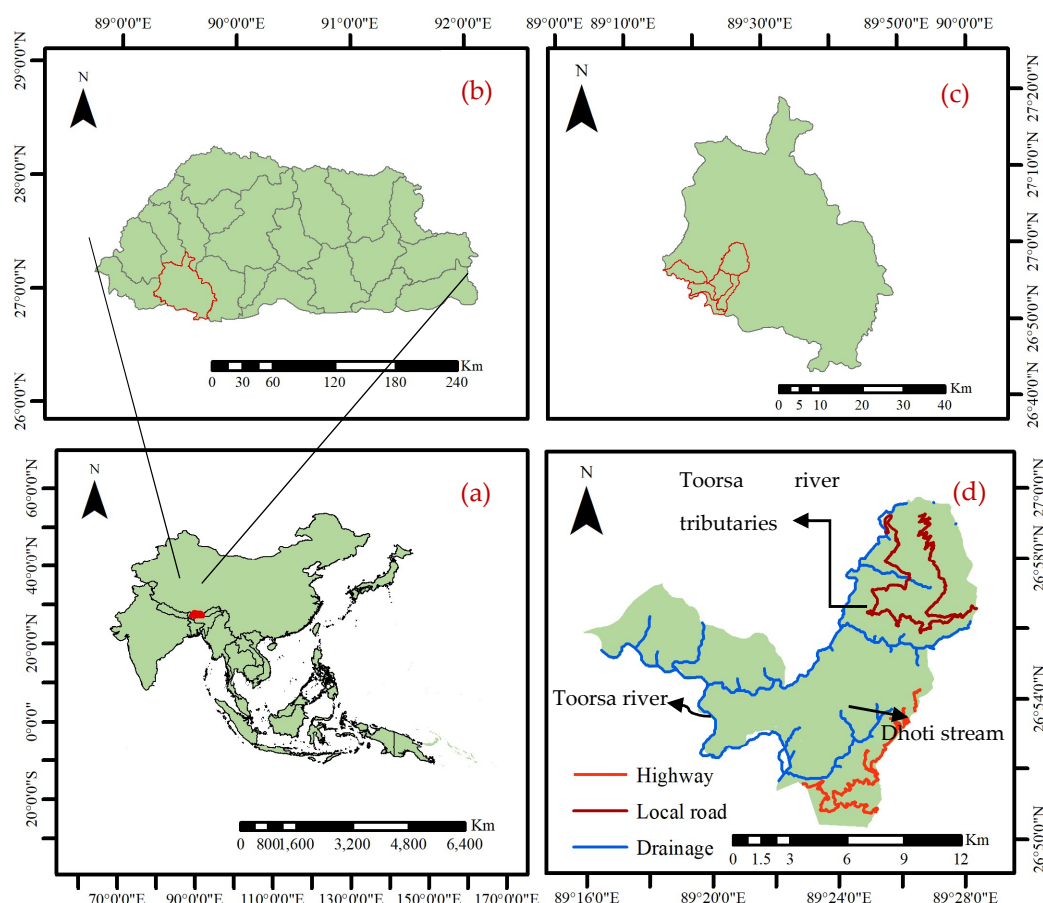 89°0'0"E 90°0'0"E 91°0'0"E 92°0'0"E
29°0'0"N
28°0'0"N
27°0'0"N
26°0'0"N
N
(b)
Km
0 30 60 120 180 240
89°0'0"E 89°10'0"E 89°30'0"E 89°50'0"E 90°0'0"E
N
(c)
27°20'0"N
27°10'0"N
27°0'0"N
26°50'0"N
26°40'0"N
Km
0 5 10 20 30 40
60°0'0"N
40°0'0"N
20°0'0"N
0°0'0"N
20°0'0"S
N
(a)
Km
0 800 1,600 3,200 4,800 6,400
70°0'0"E 90°0'0"E 110°0'0"E 130°0'0"E 150°0'0"E 170°0'0"E
N
Toorsa river
(d)
tributaries
Toorsa river
Dhoti stream
Highway
Local road
Drainage
Km
0 1.5 3 6 9 12
27°0'0"N
26°58'0"N
26°54'0"N
26°50'0"N
89°16'0"E 89°20'0"E 89°24'0"E 89°28'0"E